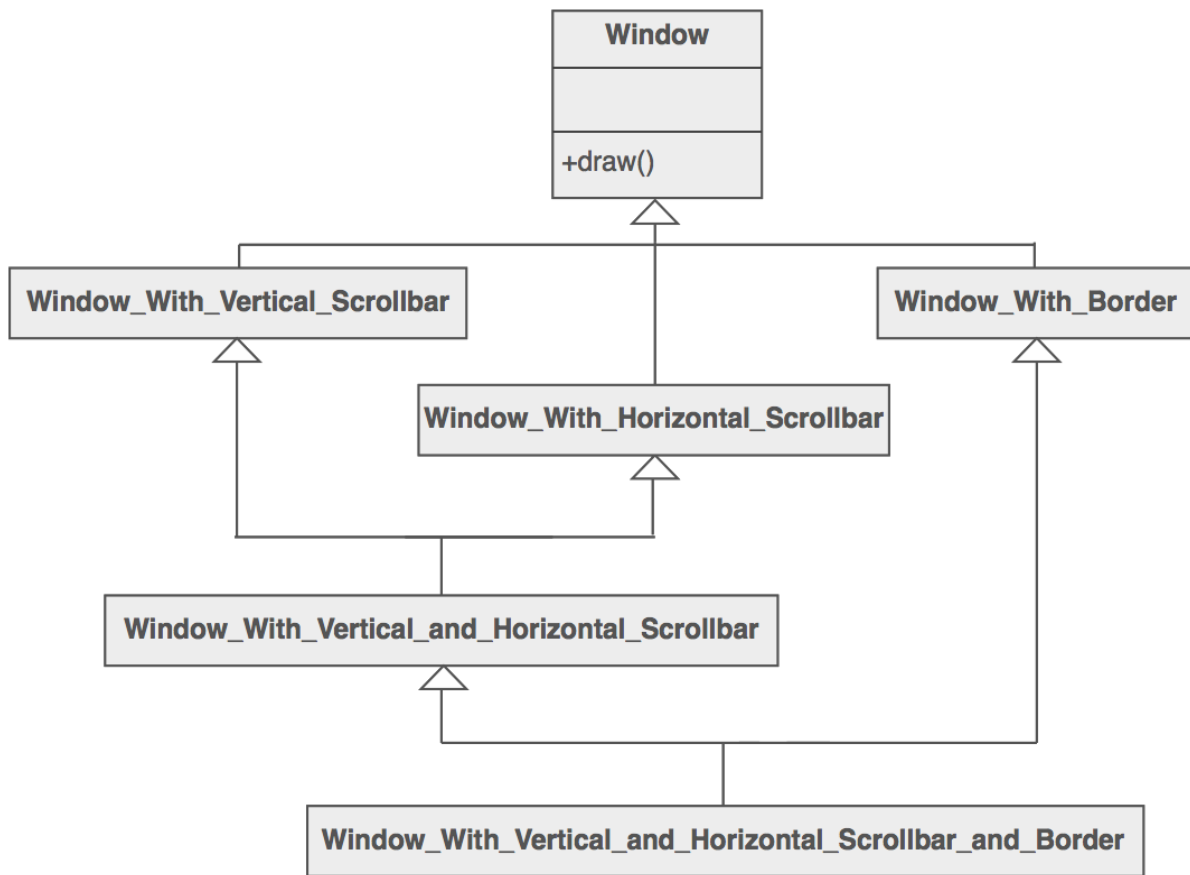 Window
+draw()
Window_With_Vertical_Scrollbar
Window_With_Border
Window_With_Horizontal_Scrollbar
Window_With_Vertical_and_Horizontal_Scrollbar
Window_With_Vertical_and_Horizontal_Scrollbar_and_Border